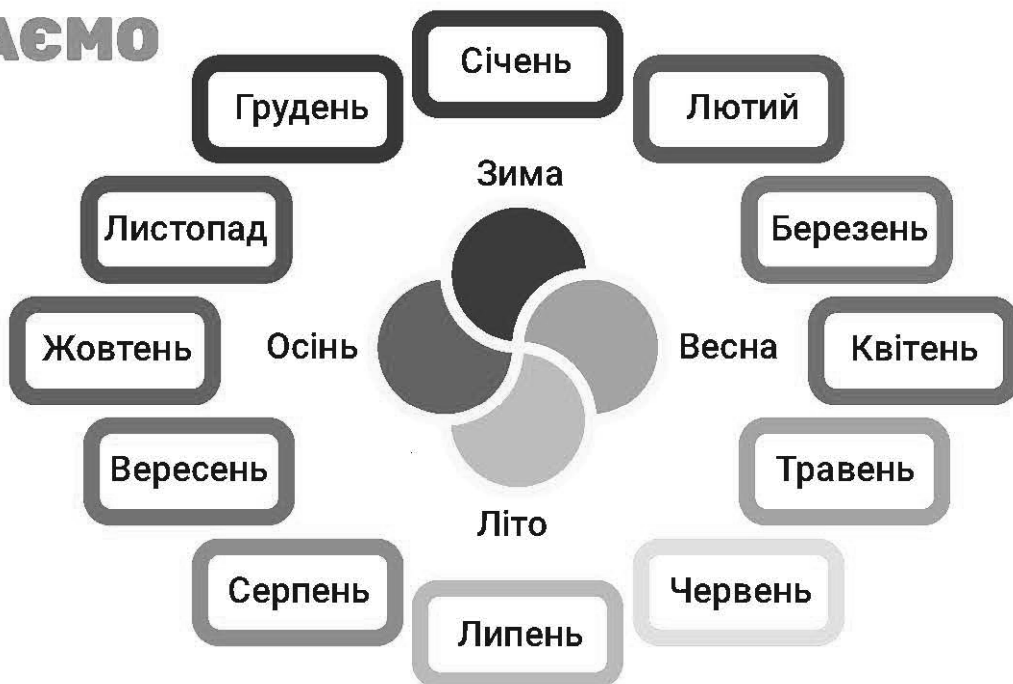 АЄМО
Січень
Грудень
Лютий
Зима
Листопад
Березень
Жовтень
Осінь
Весна
Квітень
Вересень
Травень
Літо
Серпень
Червень
Липень